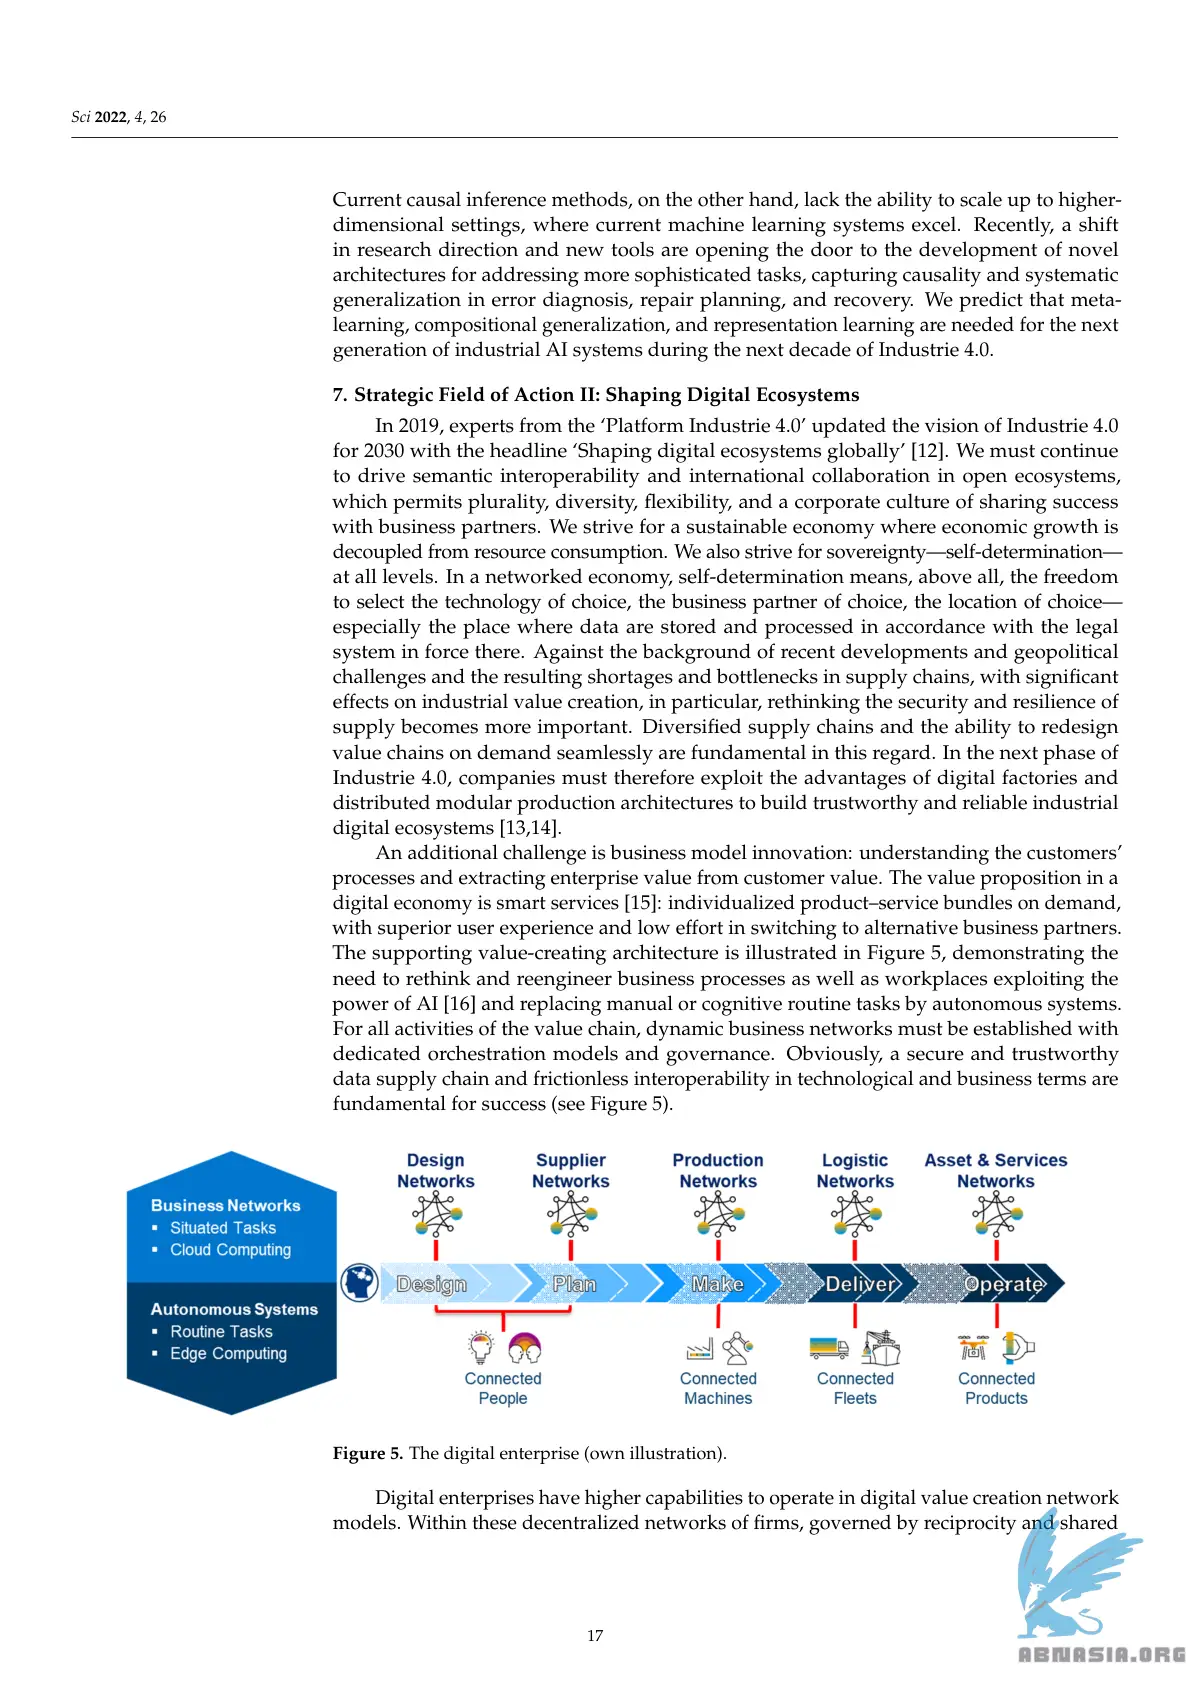 Sci 2022, 4, 26
Current causal inference methods, on the other hand, lack the ability to scale up to higher-
dimensional settings, where current machine learning systems excel. Recently, a shift
in research direction and new tools are opening the door to the development of novel
architectures for addressing more sophisticated tasks, capturing causality and systematic
generalization in error diagnosis, repair planning, and recovery. We predict that meta-
learning, compositional generalization, and representation learning are needed for the next
generation of industrial AI systems during the next decade of Industrie 4.0.
7. Strategic Field of Action II: Shaping Digital Ecosystems
In 2019, experts from the ‘Platform Industrie 4.0’ updated the vision of Industrie 4.0
for 2030 with the headline ‘Shaping digital ecosystems globally’ [12]. We must continue
to drive semantic interoperability and international collaboration in open ecosystems,
which permits plurality, diversity, flexibility, and a corporate culture of sharing success
with business partners. We strive for a sustainable economy where economic growth is
decoupled from resource consumption. We also strive for sovereignty—self-determination—
at all levels. In a networked economy, self-determination means, above all, the freedom
to select the technology of choice, the business partner of choice, the location of choice—
especially the place where data are stored and processed in accordance with the legal
system in force there. Against the background of recent developments and geopolitical
challenges and the resulting shortages and bottlenecks in supply chains, with significant
effects on industrial value creation, in particular, rethinking the security and resilience of
supply becomes more important. Diversified supply chains and the ability to redesign
value chains on demand seamlessly are fundamental in this regard. In the next phase of
Industrie 4.0, companies must therefore exploit the advantages of digital factories and
distributed modular production architectures to build trustworthy and reliable industrial
digital ecosystems [13,14].
An additional challenge is business model innovation: understanding the customers’
processes and extracting enterprise value from customer value. The value proposition in a
digital economy is smart services [15]: individualized product–service bundles on demand,
with superior user experience and low effort in switching to alternative business partners.
The supporting value-creating architecture is illustrated in Figure 5, demonstrating the
need to rethink and reengineer business processes as well as workplaces exploiting the
power of AI [16] and replacing manual or cognitive routine tasks by autonomous systems.
For all activities of the value chain, dynamic business networks must be established with
dedicated orchestration models and governance. Obviously, a secure and trustworthy
data supply chain and frictionless interoperability in technological and business terms are
fundamental for success (see Figure 5).
Business Networks
▪ Situated Tasks
▪ Cloud Computing
Autonomous Systems
▪ Routine Tasks
▪ Edge Computing
Design
Networks
Supplier
Networks
Production
Networks
Logistic
Networks
Asset & Services
Networks
Design
Plan
Make
Deliver
Operate
Connected
People
Connected
Machines
Connected
Fleets
Connected
Products
Figure 5. The digital enterprise (own illustration).
Digital enterprises have higher capabilities to operate in digital value creation network
models. Within these decentralized networks of firms, governed by reciprocity and shared
17
ABNASIA.ORG